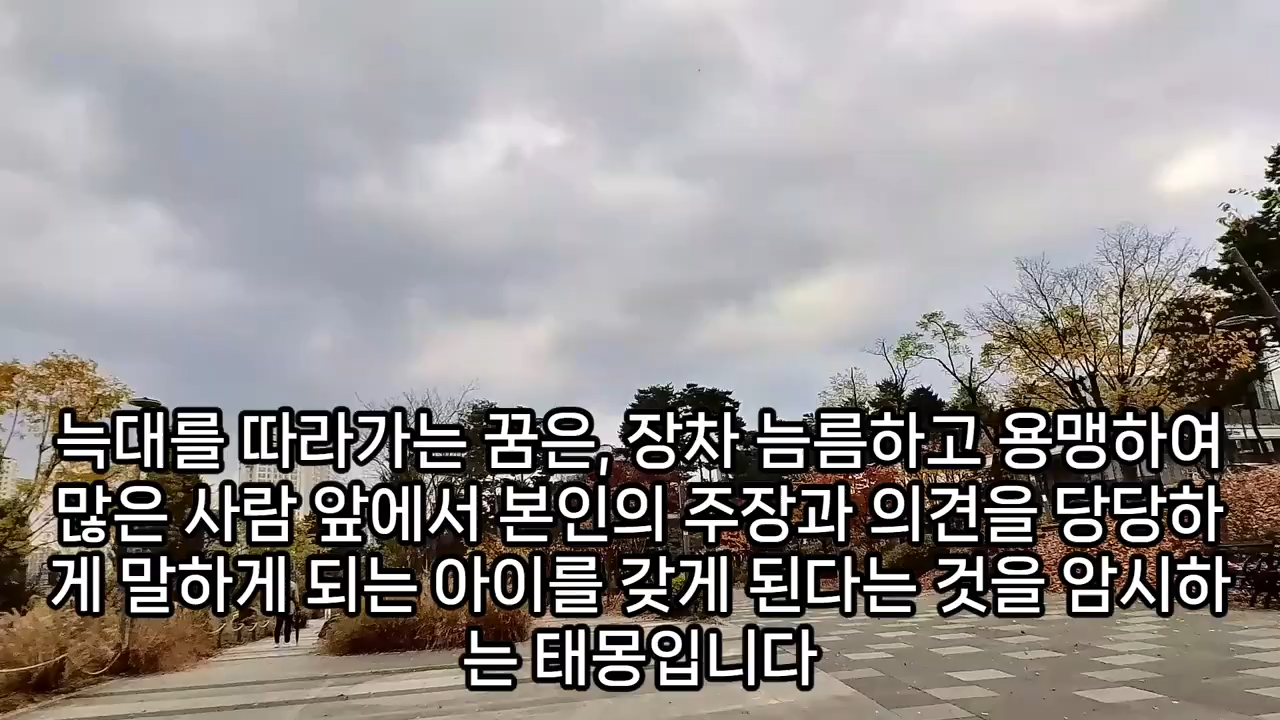 늑대를 따라가는 꿈은, 장차 늠름하고 용맹하여
많은 사람 앞에서 본인의 주장과 의견을 당당하
게 말하게 되는 아이를 갖게 된다는 것을 암시하
는 태몽입니다